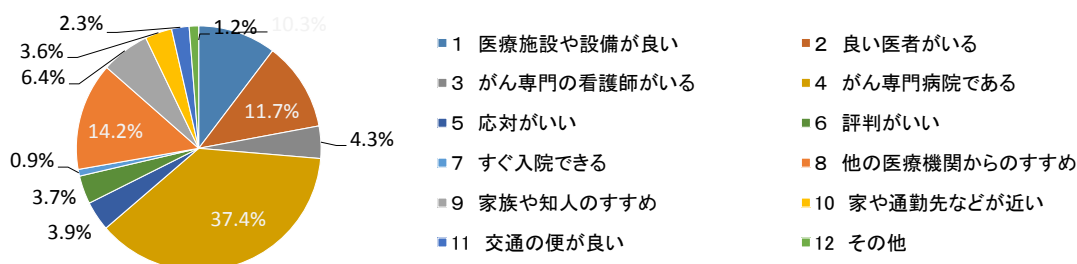 2.3%
1.2%
10.3%
3.6%
6.4%
11.7%
14.2%
4.3%
0.9%
3.7%
37.4%
3.9%
1 医療施設や設備が良い
2 良い医者がいる
3 がん専門の看護師がいる
4 がん専門病院である
5 応対がいい
6 評判がいい
7 すぐ入院できる
8 他の医療機関からのすすめ
9 家族や知人のすすめ
10 家や通勤先などが近い
11 交通の便が良い
12 その他